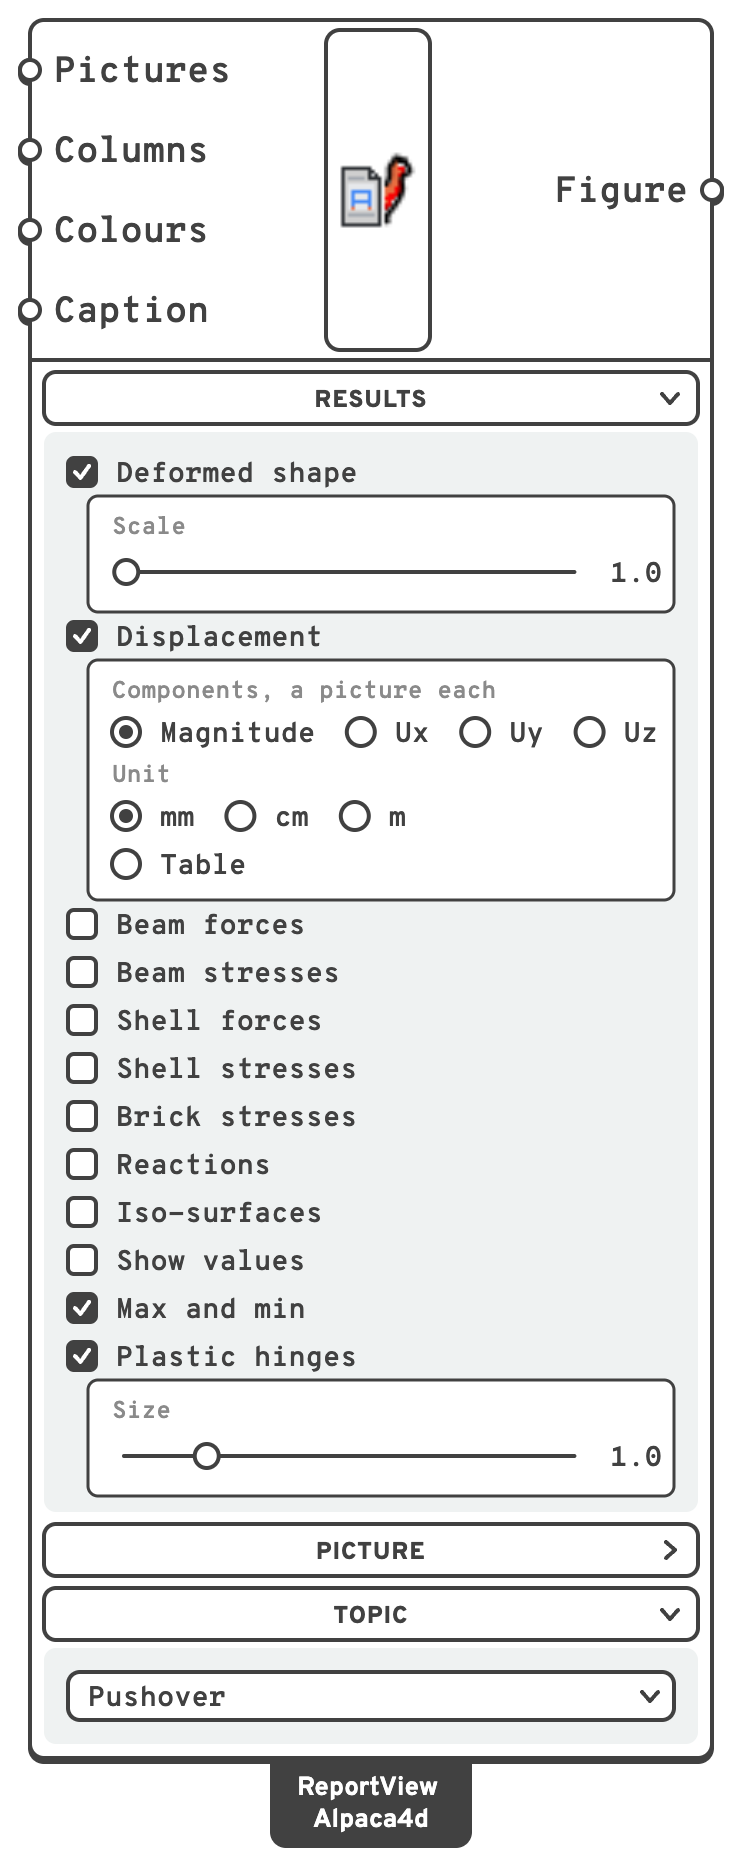 Pictures
Columns
Colours
Caption
Figure
RESULTS
Deformed shape
Scale
1.0
Displacement
Components, a picture each
Magnitude Ux Uy Uz
Unit
mm cm m
Table
Beam forces
Beam stresses
Shell forces
Shell stresses
Brick stresses
Reactions
Iso-surfaces
Show values
Max and min
Plastic hinges
Size
1.0
PICTURE
TOPIC
Pushover
ReportView
Alpaca4d